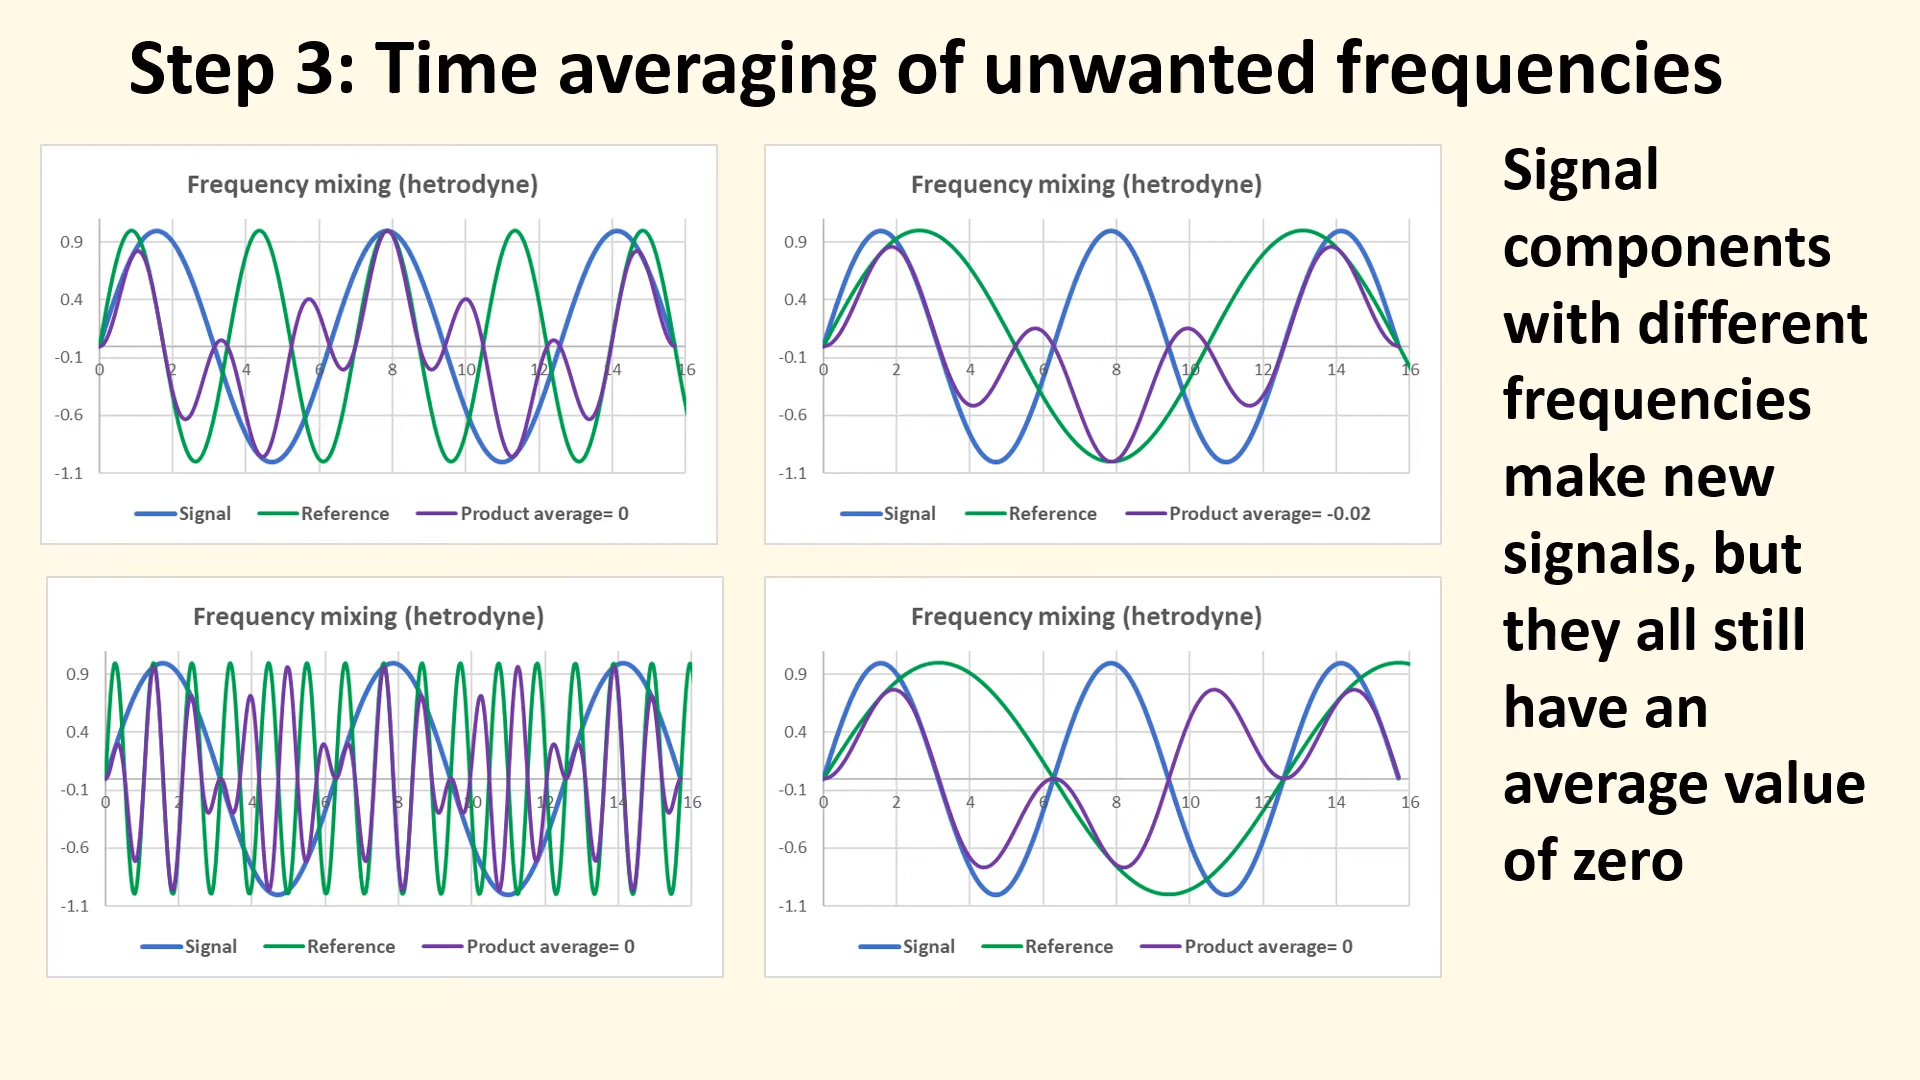 Step 3: Time averaging of unwanted frequencies
Frequency mixing (hetrodyne)
0.9
0.4
-0.1
-0.6
-1.1
0 2 4 6 8 10 12 14 16
Signal Reference Product average= 0
Frequency mixing (hetrodyne)
0.9
0.4
-0.1
-0.6
-1.1
0 2 4 6 8 10 12 14 16
Signal Reference Product average= -0.02
Frequency mixing (hetrodyne)
0.9
0.4
-0.1
-0.6
-1.1
0 2 4 6 8 10 12 14 16
Signal Reference Product average= 0
Frequency mixing (hetrodyne)
0.9
0.4
-0.1
-0.6
-1.1
0 2 4 6 8 10 12 14 16
Signal Reference Product average= 0
Signal
components
with different
frequencies
make new
signals, but
they all still
have an
average value
of zero